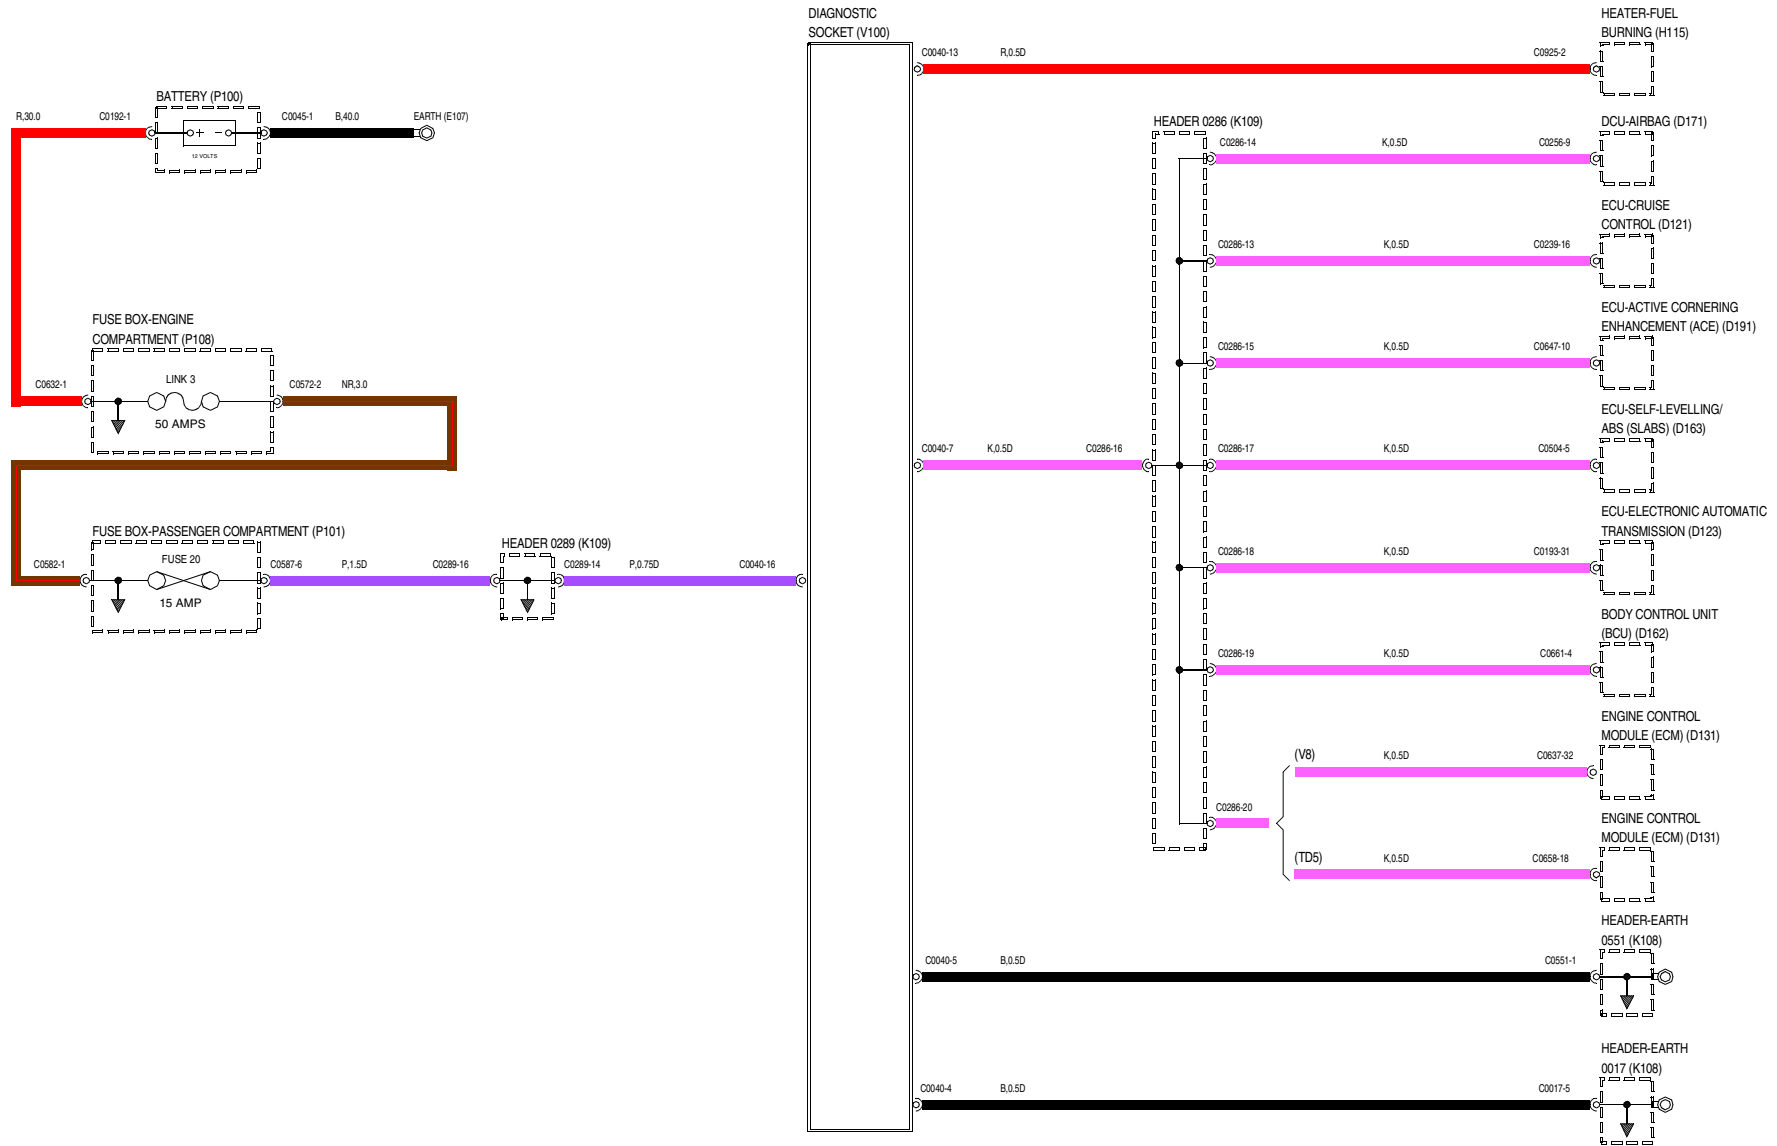 DIAGNOSTIC
SOCKET (V100)
HEATER-FUEL
BURNING (H115)
C0040-13 R,0.5D C0925-2
BATTERY (P100)
R,30.0 C0192-1 C0045-1 B,40.0 EARTH (E107)
+ -
12 VOLTS
HEADER 0286 (K109)
DCU-AIRBAG (D171)
C0286-14 K,0.5D C0256-9
ECU-CRUISE
CONTROL (D121)
C0286-13 K,0.5D C0239-16
ECU-ACTIVE CORNERING
ENHANCEMENT (ACE) (D191)
C0286-15 K,0.5D C0647-10
FUSE BOX-ENGINE
COMPARTMENT (P108)
C0632-1 LINK 3 C0572-2 NR,3.0
50 AMPS
ECU-SELF-LEVELLING/
ABS (SLABS) (D163)
C0040-7 K,0.5D C0286-16 C0286-17 K,0.5D C0504-5
ECU-ELECTRONIC AUTOMATIC
TRANSMISSION (D123)
C0286-18 K,0.5D C0193-31
FUSE BOX-PASSENGER COMPARTMENT (P101)
HEADER 0289 (K109)
C0582-1 FUSE 20 C0587-6 P,1.5D C0289-16 C0289-14 P,0.75D C0040-16
15 AMP
BODY CONTROL UNIT
(BCU) (D162)
C0286-19 K,0.5D C0661-4
ENGINE CONTROL
MODULE (ECM) (D131)
(V8) K,0.5D C0637-32
C0286-20
ENGINE CONTROL
MODULE (ECM) (D131)
(TD5) K,0.5D C0658-18
HEADER-EARTH
0551 (K108)
C0040-5 B,0.5D C0551-1
HEADER-EARTH
0017 (K108)
C0040-4 B,0.5D C0017-5